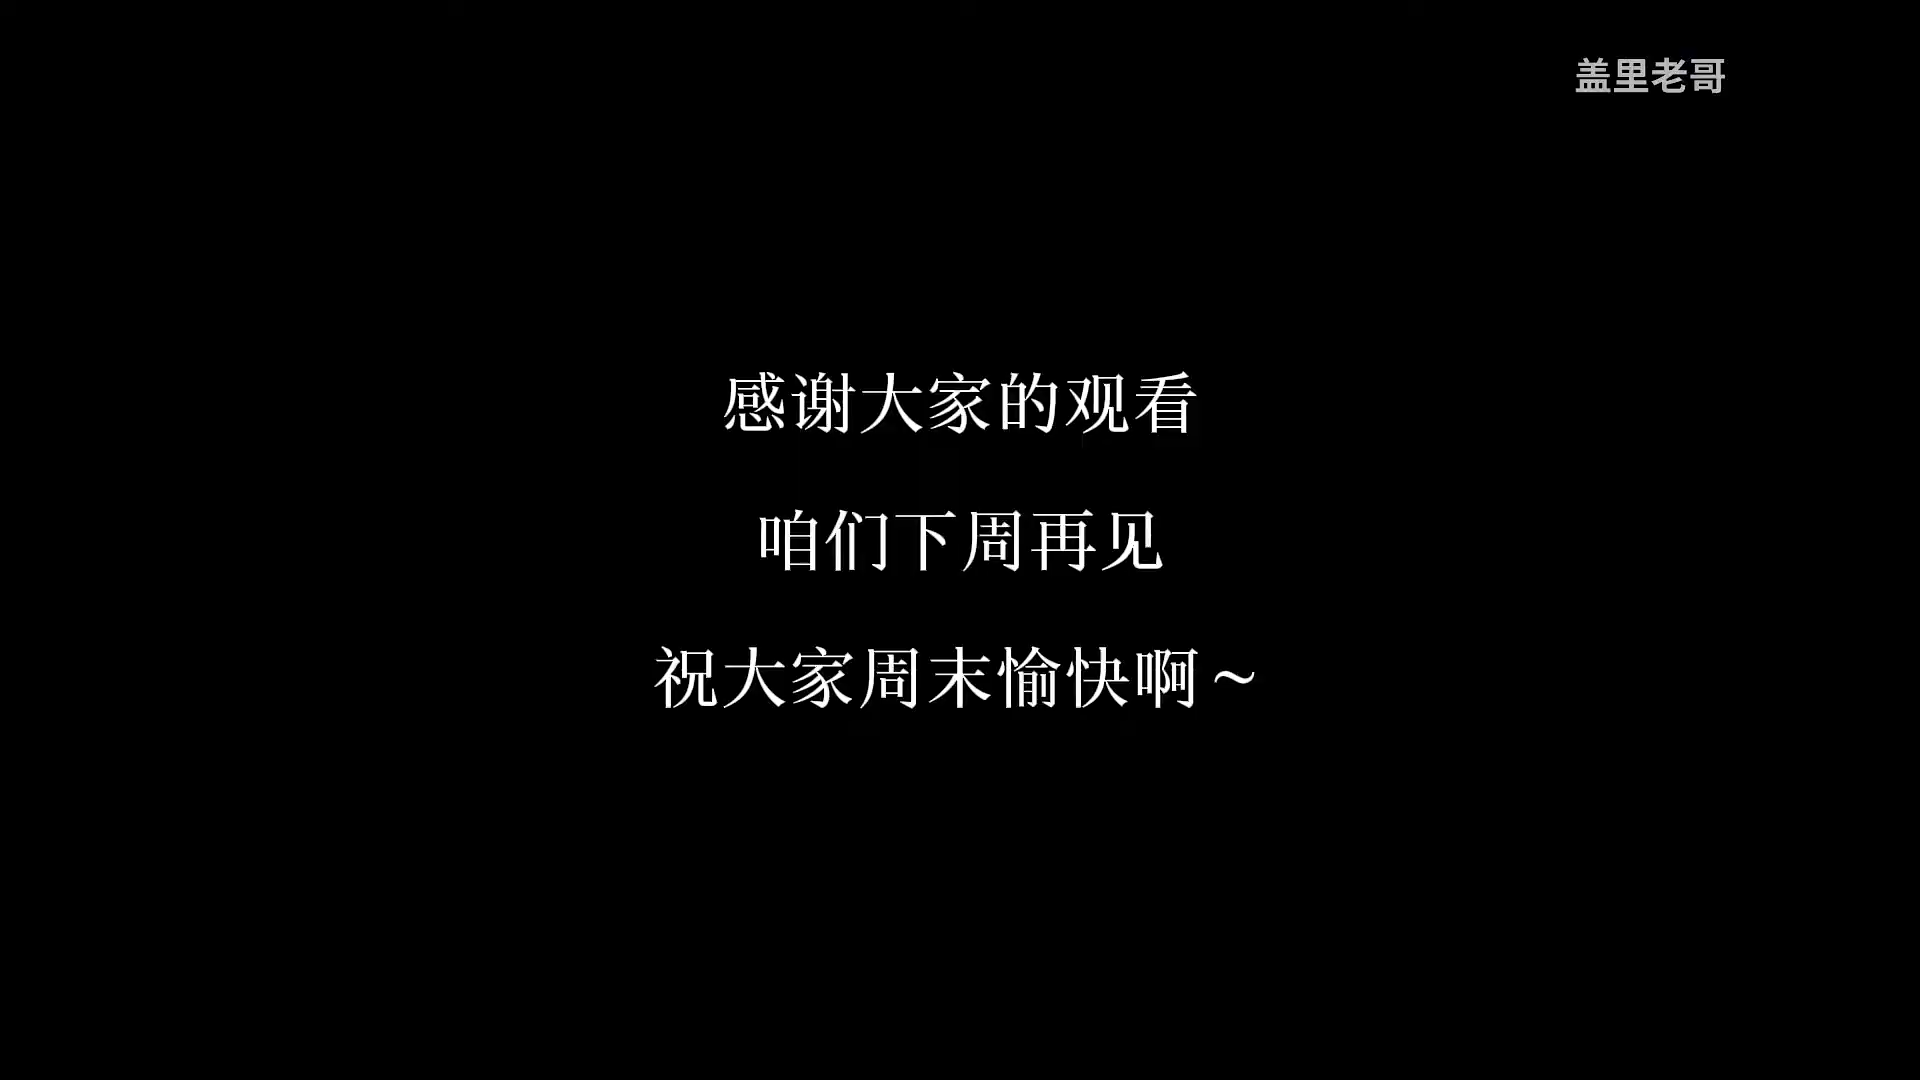 盖里老哥
感谢大家的观看
咱们下周再见
祝大家周末愉快啊～